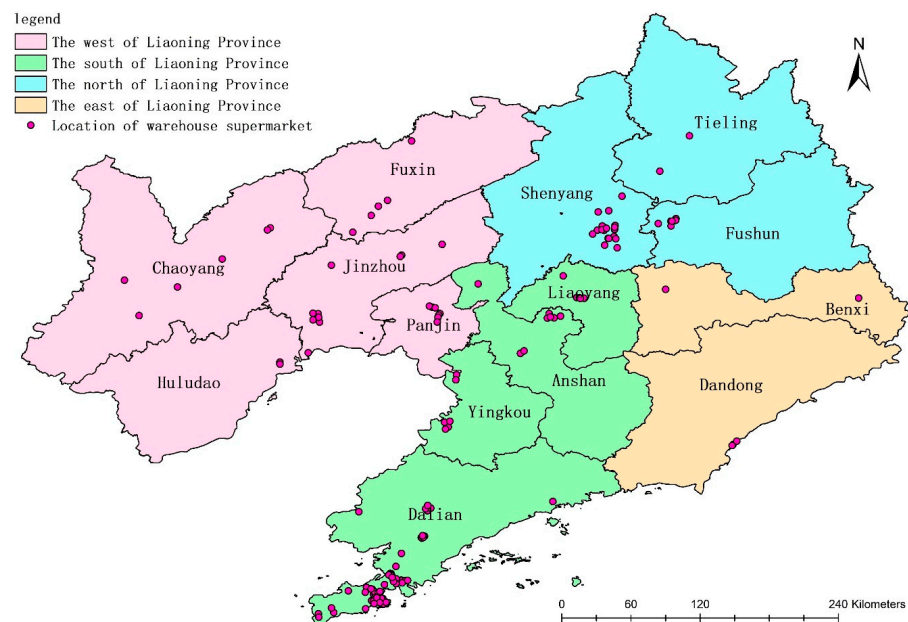 legend
The west of Liaoning Province
The south of Liaoning Province
The north of Liaoning Province
The east of Liaoning Province
Location of warehouse supermarket
N
Tieling
Fuxin
Shenyang
Fushun
Chaoyang
Jinzhou
Liaoyang
Benxi
Panjin
Huludao
Anshan
Dandong
Yingkou
Dalian
0 60 120 240 Kilometers